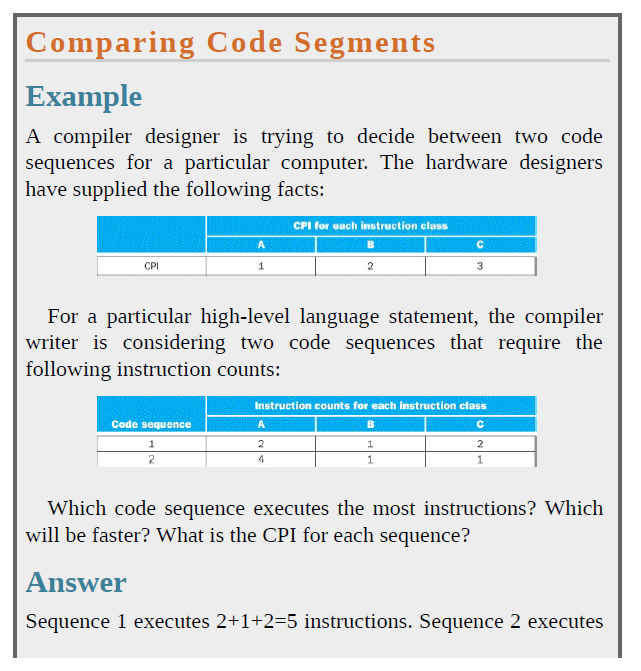 Comparing Code Segments
Example
A compiler designer is trying to decide between two code
sequences for a particular computer. The hardware designers
have supplied the following facts:
CPI for each instruction class
A B C
CPI 1 2 3
For a particular high-level language statement, the compiler
writer is considering two code sequences that require the
following instruction counts:
Instruction counts for each instruction class
Code sequence A B C
1 2 1 2
2 4 1 1
Which code sequence executes the most instructions? Which
will be faster? What is the CPI for each sequence?
Answer
Sequence 1 executes 2+1+2=5 instructions. Sequence 2 executes